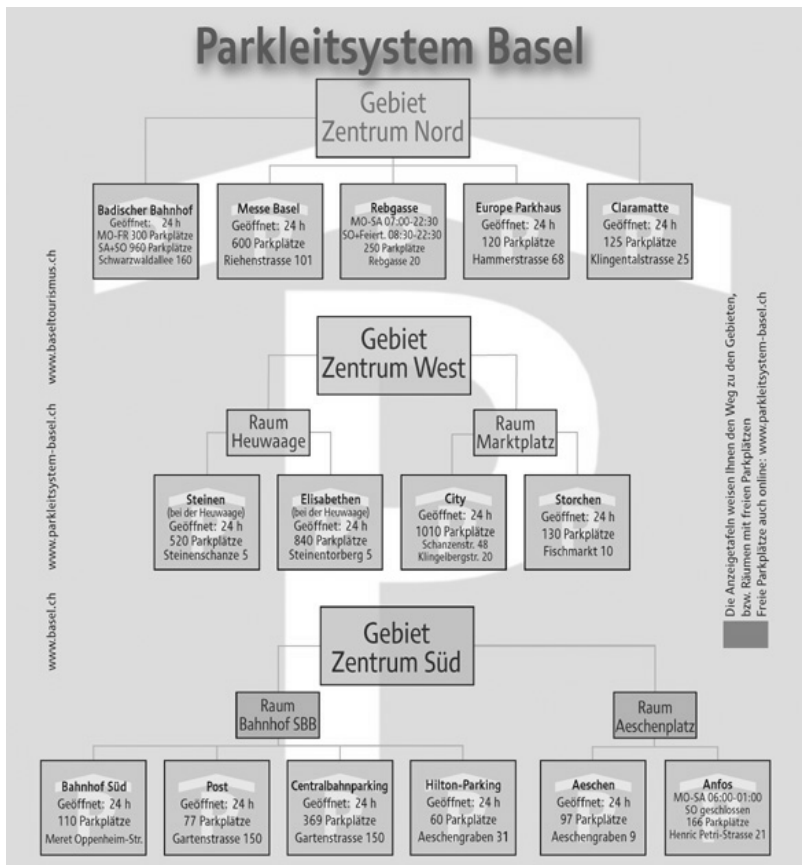 Parkleitsystem Basel
Gebiet
Zentrum Nord
Badischer Bahnhof
Geöffnet: 24 h
MO-FR 300 Parkplätze
SA+SO 960 Parkplätze
Schwarzwaldallee 160
Messe Basel
Geöffnet: 24 h
600 Parkplätze
Riehenstrasse 101
Rebgasse
MO-SA 07:00-22:30
SO+Feiert. 08:30-22:30
250 Parkplätze
Rebgasse 20
Europe Parkhaus
Geöffnet: 24 h
120 Parkplätze
Hammerstrasse 68
Claramatte
Geöffnet: 24 h
125 Parkplätze
Klingentalstrasse 25
Gebiet
Zentrum West
Raum
Heuwaage
Raum
Marktplatz
Steinen
(bei der Heuwaage)
Geöffnet: 24 h
520 Parkplätze
Steinenschanze 5
Elisabethen
(bei der Heuwaage)
Geöffnet: 24 h
840 Parkplätze
Steinentorberg 5
City
Geöffnet: 24 h
1010 Parkplätze
Schanzenstr. 48
Klingelbergstr. 20
Storchen
Geöffnet: 24 h
130 Parkplätze
Fischmarkt 10
Gebiet
Zentrum Süd
Raum
Bahnhof SBB
Raum
Aeschenplatz
Bahnhof Süd
Geöffnet: 24 h
110 Parkplätze
Meret Oppenheim-Str.
Post
Geöffnet: 24 h
77 Parkplätze
Gartenstrasse 150
Centralbahnparking
Geöffnet: 24 h
369 Parkplätze
Gartenstrasse 150
Hilton-Parking
Geöffnet: 24 h
60 Parkplätze
Aeschengraben 31
Aeschen
Geöffnet: 24 h
97 Parkplätze
Aeschengraben 9
Anfos
MO-SA 06:00-01:00
SO geschlossen
166 Parkplätze
Henric Petri-Strasse 21
www.basel.ch
www.parkleitsystem-basel.ch
www.baseltourismus.ch
Die Anzeigetafeln weisen Ihnen den Weg zu den Gebieten,
bzw. Räumen mit freien Parkplätzen
Freie Parkplätze auch online: www.parkleitsystem-basel.ch
P